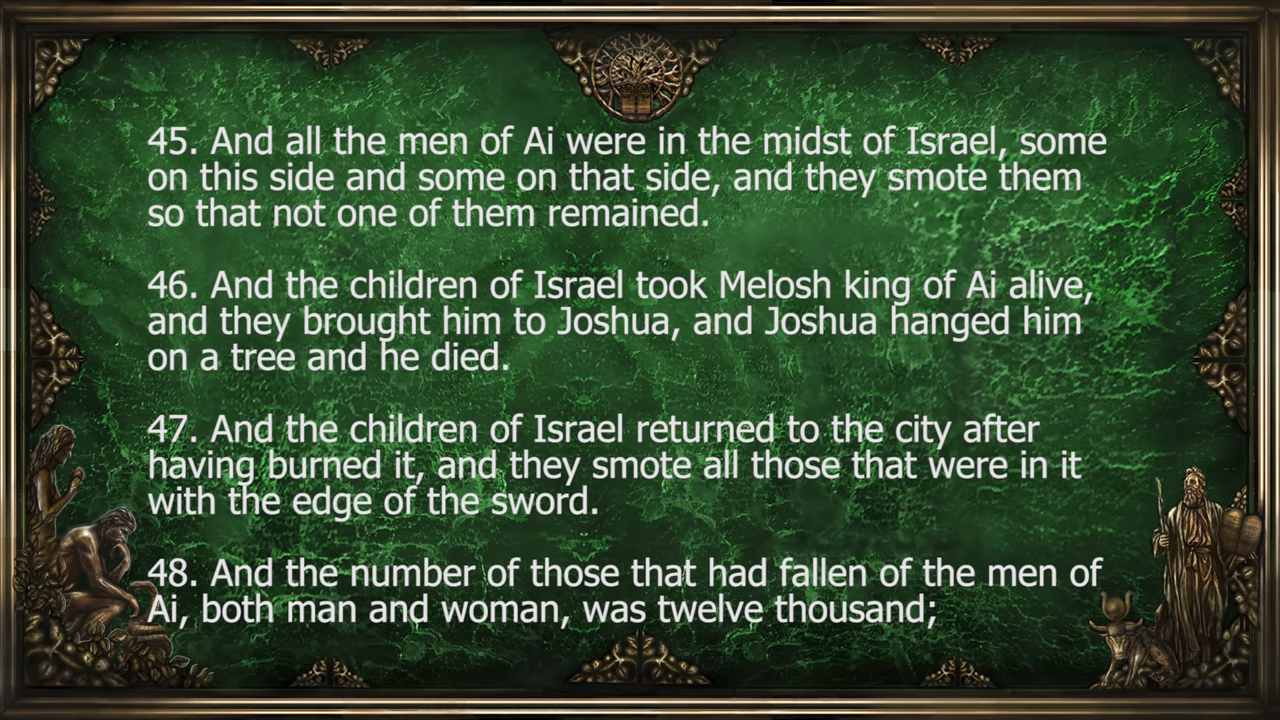 45. And all the men of Ai were in the midst of Israel, some
on this side and some on that side, and they smote them
so that not one of them remained.
46. And the children of Israel took Melosh king of Ai alive,
and they brought him to Joshua, and Joshua hanged him
on a tree and he died.
47. And the children of Israel returned to the city after
having burned it, and they smote all those that were in it
with the edge of the sword.
48. And the number of those that had fallen of the men of
Ai, both man and woman, was twelve thousand;